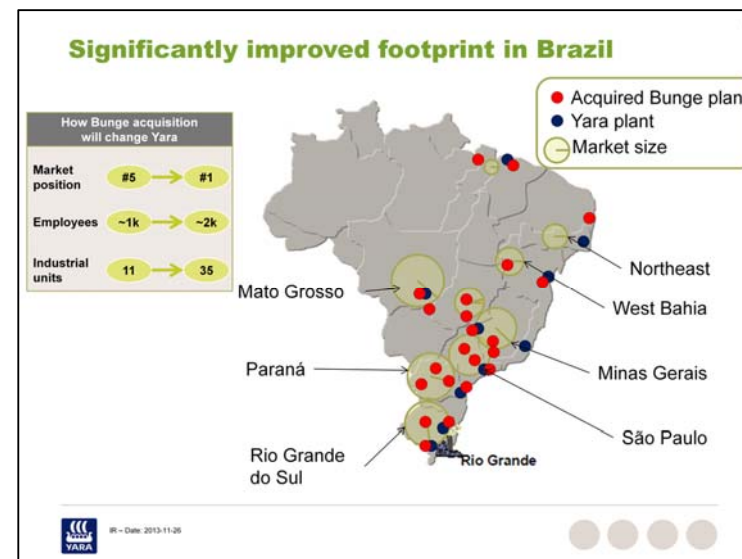 Significantly improved footprint in Brazil
How Bunge acquisition
will change Yara
Market
position
#5
#1
Employees
~1k
~2k
Industrial
units
11
35
Acquired Bunge plan
Yara plant
Market size
Mato Grosso
Paraná
Rio Grande
do Sul
Northeast
West Bahia
Minas Gerais
São Paulo
Rio Grande
YARA
IR – Date: 2013-11-26